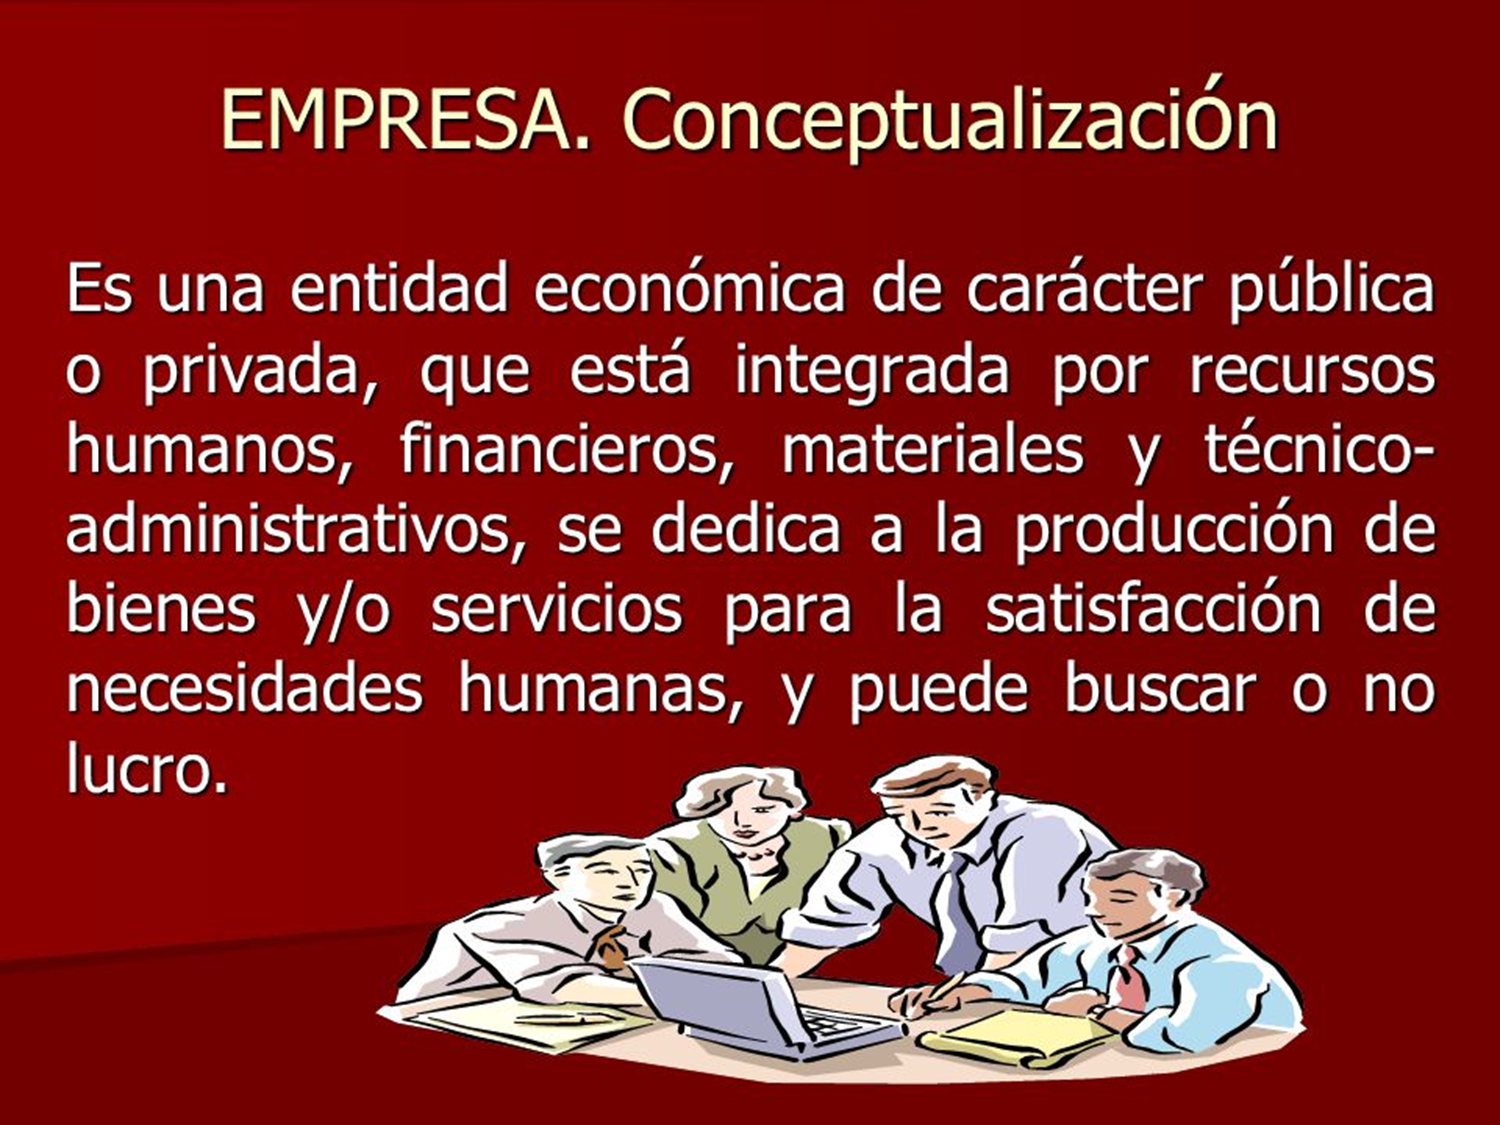 EMPRESA. Conceptualización
Es una entidad económica de carácter pública
o privada, que está integrada por recursos
humanos, financieros, materiales y técnico-
administrativos, se dedica a la producción de
bienes y/o servicios para la satisfacción de
necesidades humanas, y puede buscar o no
lucro.